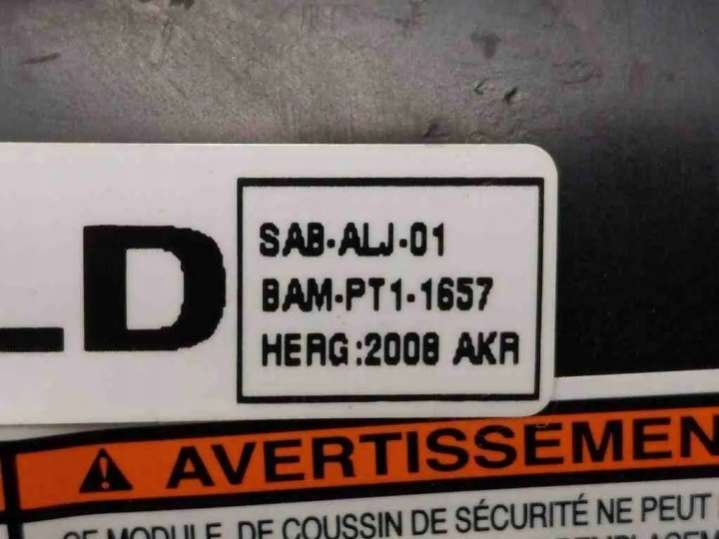 LD
SAB-ALJ-01
BAM-PT1-1657
HERG:2008 AKR
AVERTISSEMEN
CE MODULE DE COUSSIN DE SÉCURITÉ NE PEUT